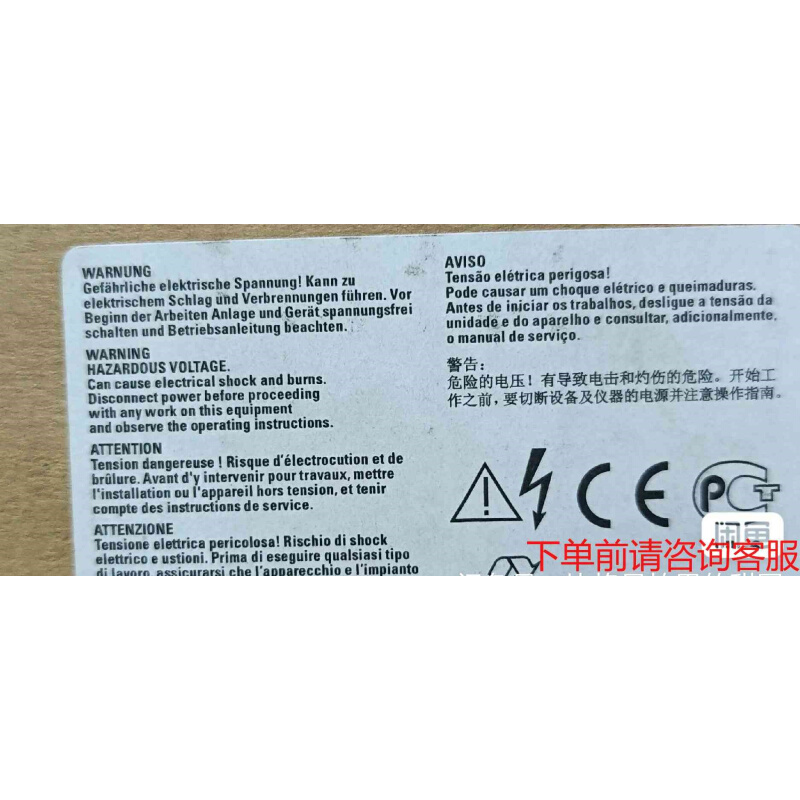 WARNUNG
Gefährliche elektrische Spannung! Kann zu
elektrischem Schlag und Verbrennungen führen. Vor
Beginn der Arbeiten Anlage und Gerät spannungsfrei
schalten und Betriebsanleitung beachten.
WARNING
HAZARDOUS VOLTAGE.
Can cause electrical shock and burns.
Disconnect power before proceeding
with any work on this equipment
and observe the operating instructions.
ATTENTION
Tension dangereuse ! Risque d'électrocution et de
brûlure. Avant d'y intervenir pour travaux, mettre
l'installation ou l'appareil hors tension, et tenir
compte des instructions de service.
ATTENZIONE
Tensione elettrica pericolosa! Rischio di shock
elettrico e ustioni. Prima di eseguire qualsiasi tipo
di lavoro, assicurarsi che l'apparecchio e l'impianto
AVISO
Tensão elétrica perigosa!
Pode causar um choque elétrico e queimaduras.
Antes de iniciar os trabalhos, desligue a tensão da
unidade e do aparelho e consultar, adicionalmente,
o manual de serviço.
警告:
危险的电压! 有导致电击和灼伤的危险。开始工
作之前, 要切断设备及仪器的电源并注意操作指南。
CE
闲鱼
下单前请咨询客服